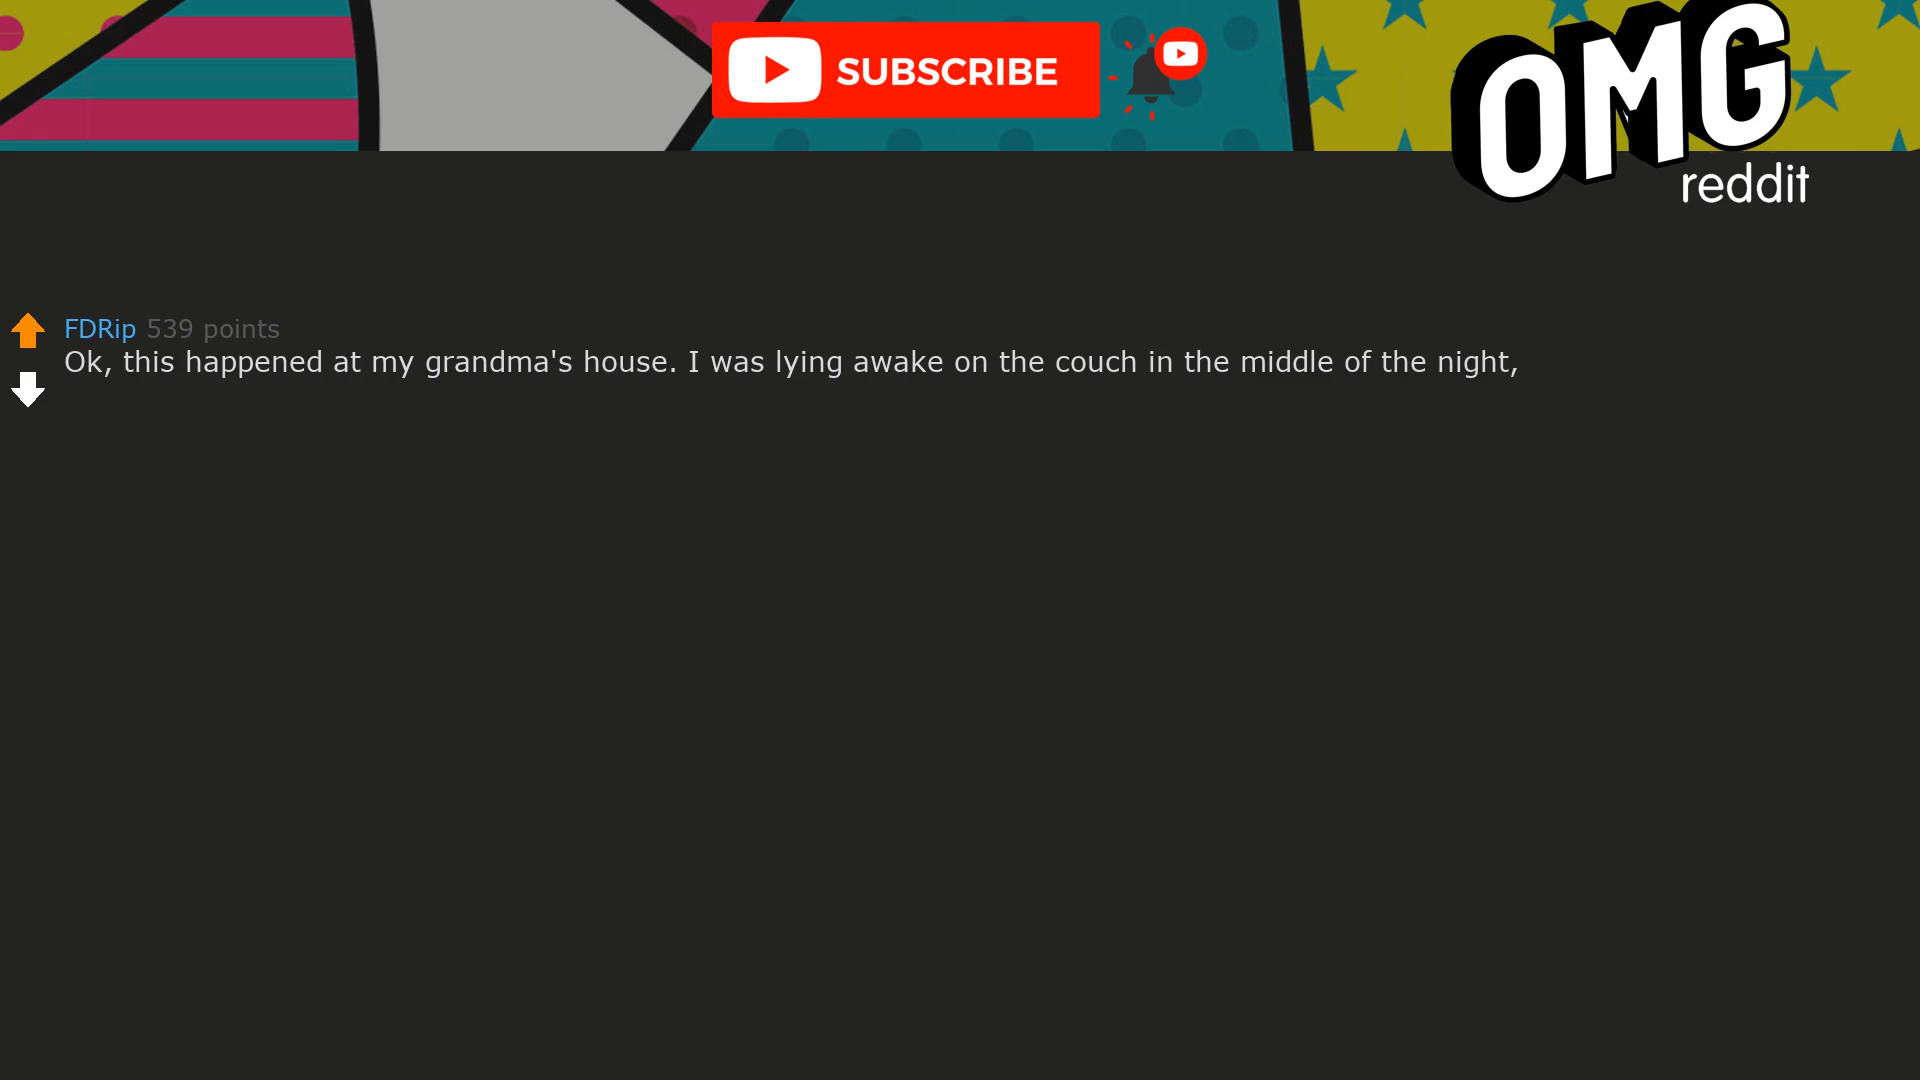 SUBSCRIBE
OMG
reddit
FDRip 539 points
Ok, this happened at my grandma's house. I was lying awake on the couch in the middle of the night,